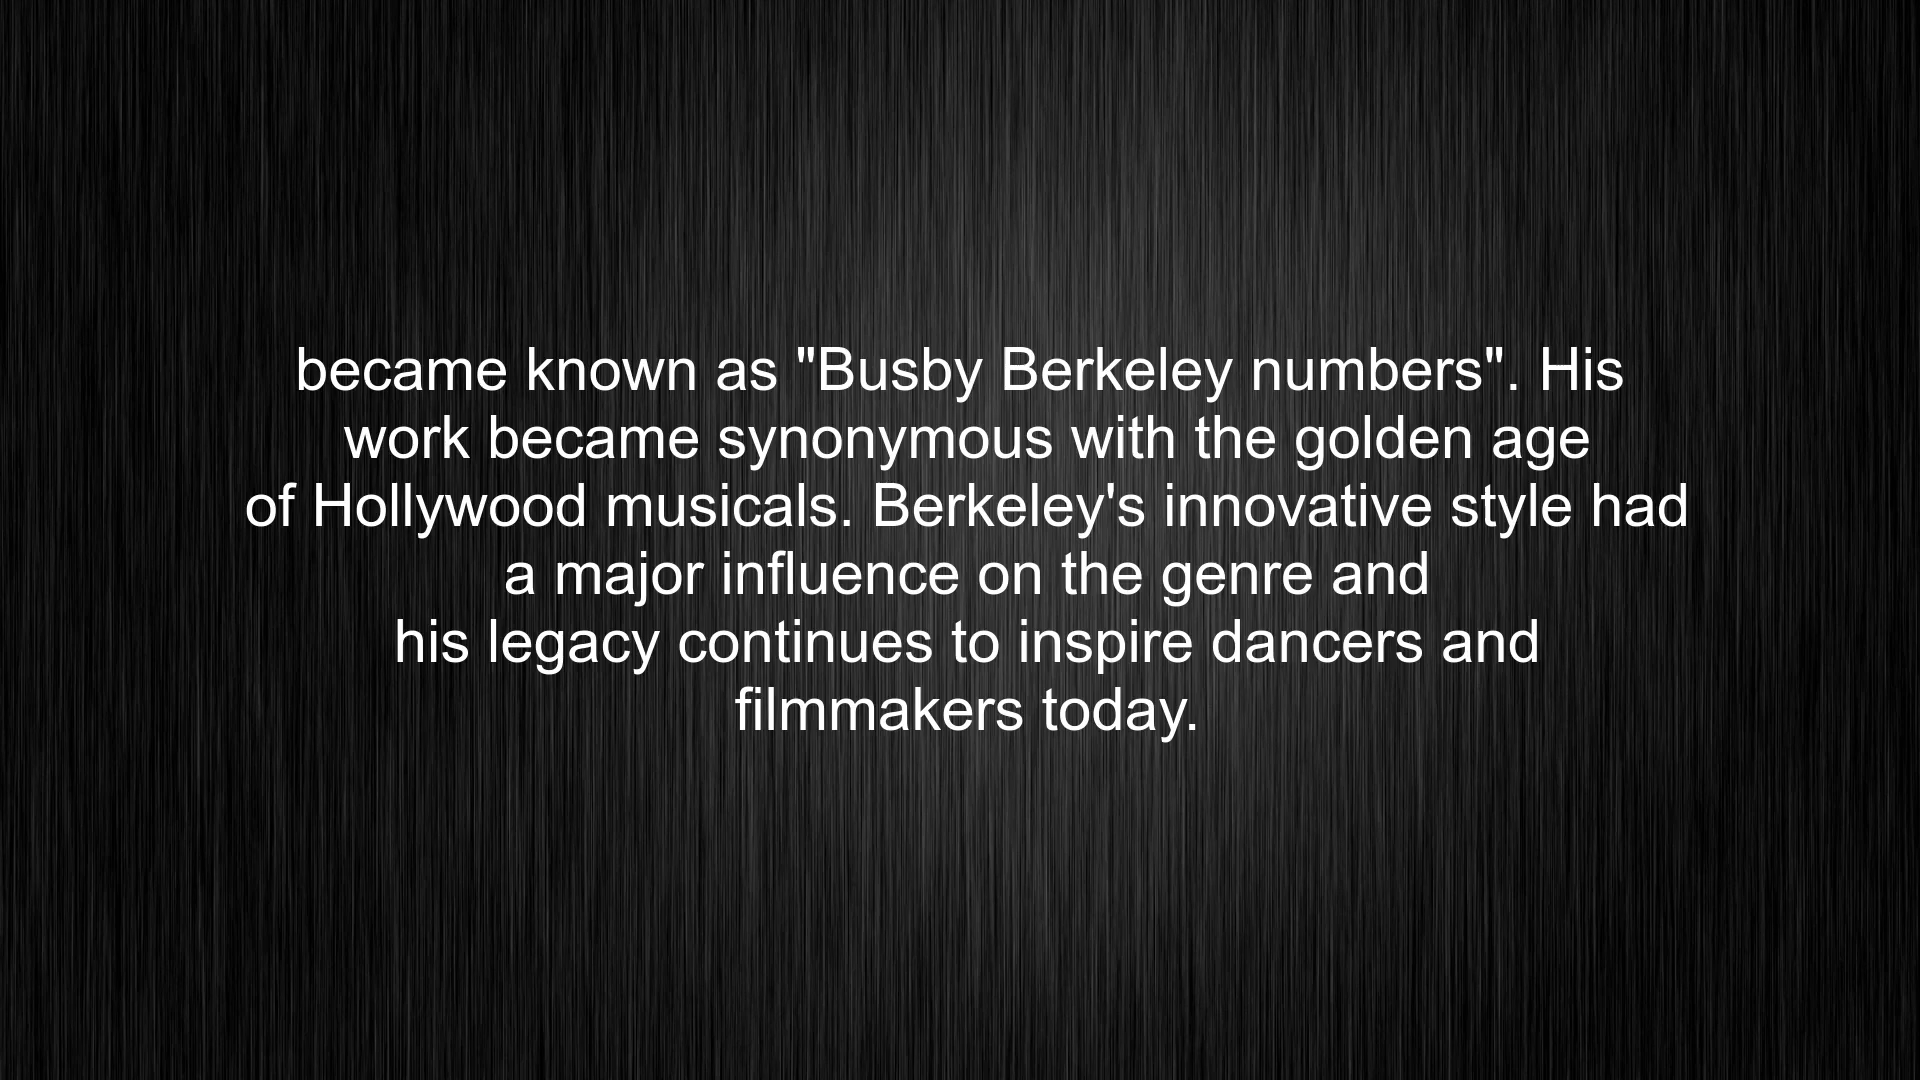 became known as "Busby Berkeley numbers". His
work became synonymous with the golden age
of Hollywood musicals. Berkeley's innovative style had
a major influence on the genre and
his legacy continues to inspire dancers and
filmmakers today.